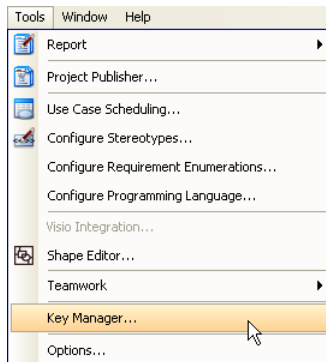 Tools Window Help
Report
Project Publisher...
Use Case Scheduling...
Configure Stereotypes...
Configure Requirement Enumerations...
Configure Programming Language...
Visio Integration...
Shape Editor...
Teamwork
Key Manager...
Options...